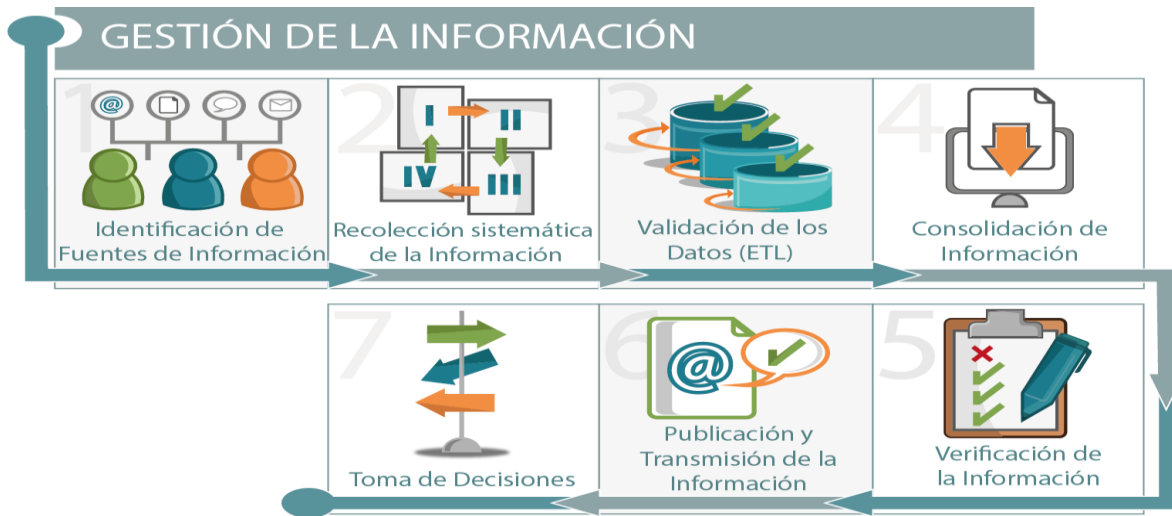 GESTIÓN DE LA INFORMACIÓN
1
@
Identificación de
Fuentes de Información
2
I
II
IV
III
Recolección sistemática
de la Información
3
Validación de los
Datos (ETL)
4
Consolidación de
Información
5
Verificación de
la Información
6
@
Publicación y
Transmisión de la
Información
7
Toma de Decisiones